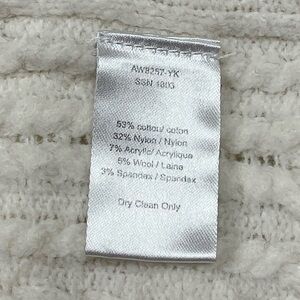 AW8257-YK
SSN 1803
53% cotton/ coton
32% Nylon / Nylon
7% Acrylic/ Acrylique
5% Wool / Laine
3% Spandex / Spandex
Dry Clean Only